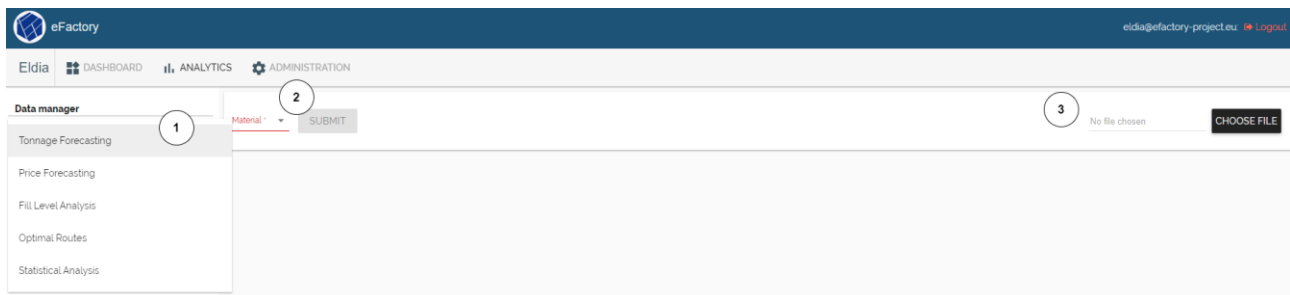 eFactory
eldia@efactory-project.eu: Logout
Eldia DASHBOARD ANALYTICS ADMINISTRATION
Data manager
1
2
3
Material * SUBMIT
No file chosen CHOOSE FILE
Tonnage Forecasting
Price Forecasting
Fill Level Analysis
Optimal Routes
Statistical Analysis